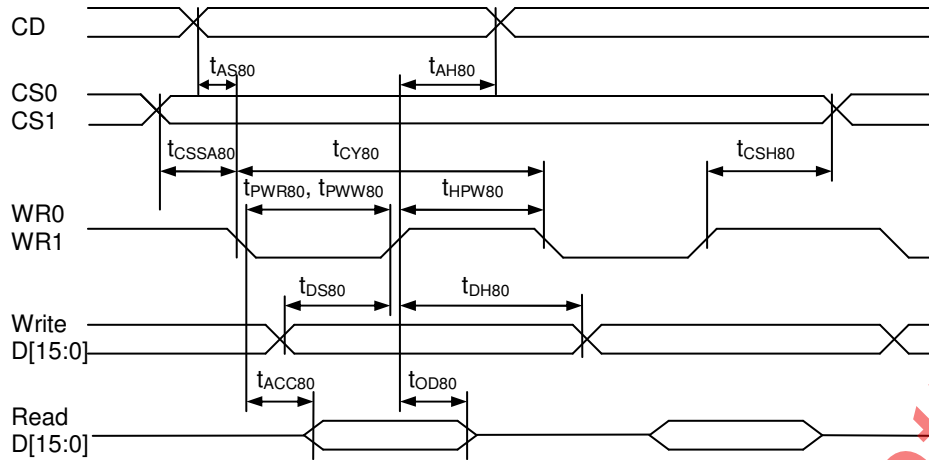 CD
tAS80 tAH80
CS0
CS1
tCSSA80 tCY80 tCSH80
tPWR80, tPWW80 tHPW80
WR0
WR1
tDS80 tDH80
Write
D[15:0]
tACC80 tOD80
Read
D[15:0]